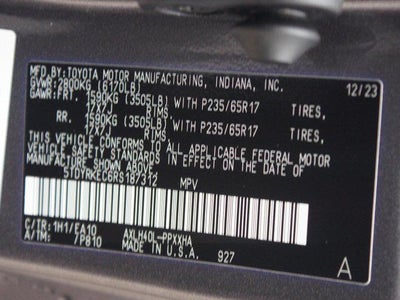 MFD. BY: TOYOTA MOTOR MANUFACTURING, INDIANA, INC.
GVWR: 2800KG (6170LB) 12/23
GAWR: FRT. 1590KG (3505LB) WITH P235/65R17 TIRES,
17X7J RIMS
RR. 1590KG (3505LB) WITH P235/65R17 TIRES,
17X7J RIMS
THIS VEHICLE CONFORMS TO ALL APPLICABLE FEDERAL MOTOR
VEHICLE SAFETY STANDARDS IN EFFECT ON THE DATE OF
MANUFACTURE SHOWN ABOVE.
5TDYRKEC6RS187312 MPV
C/TR: 1H1/EA10 AXLH40L-PPXXHA
A/TM: /P810 MADE IN U.S.A. 927
A